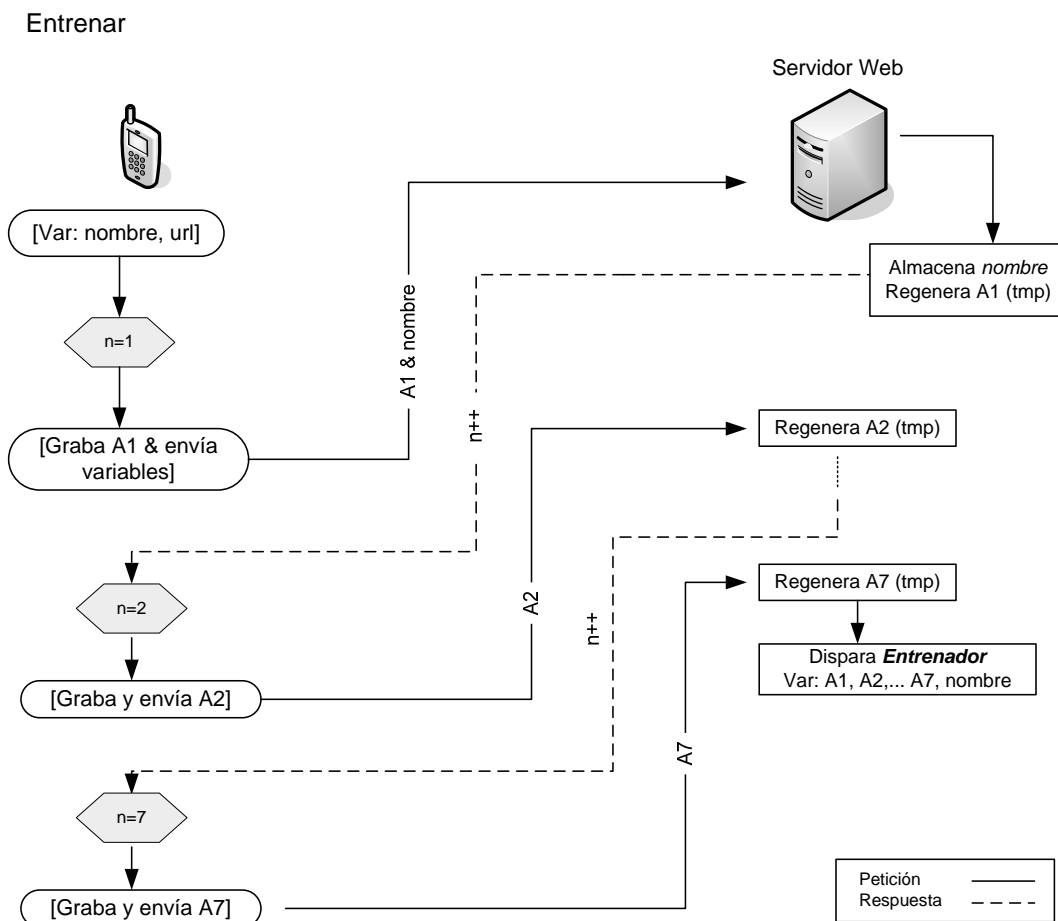 Entrenar
Servidor Web
[Var: nombre, url]
Almacena nombre
Regenera A1 (tmp)
n=1
A1 & nombre
n++
[Graba A1 & envía
variables]
Regenera A2 (tmp)
n=2
A2
n++
Regenera A7 (tmp)
[Graba y envía A2]
Dispara Entrenador
Var: A1, A2,... A7, nombre
A7
n=7
[Graba y envía A7]
Petición
Respuesta